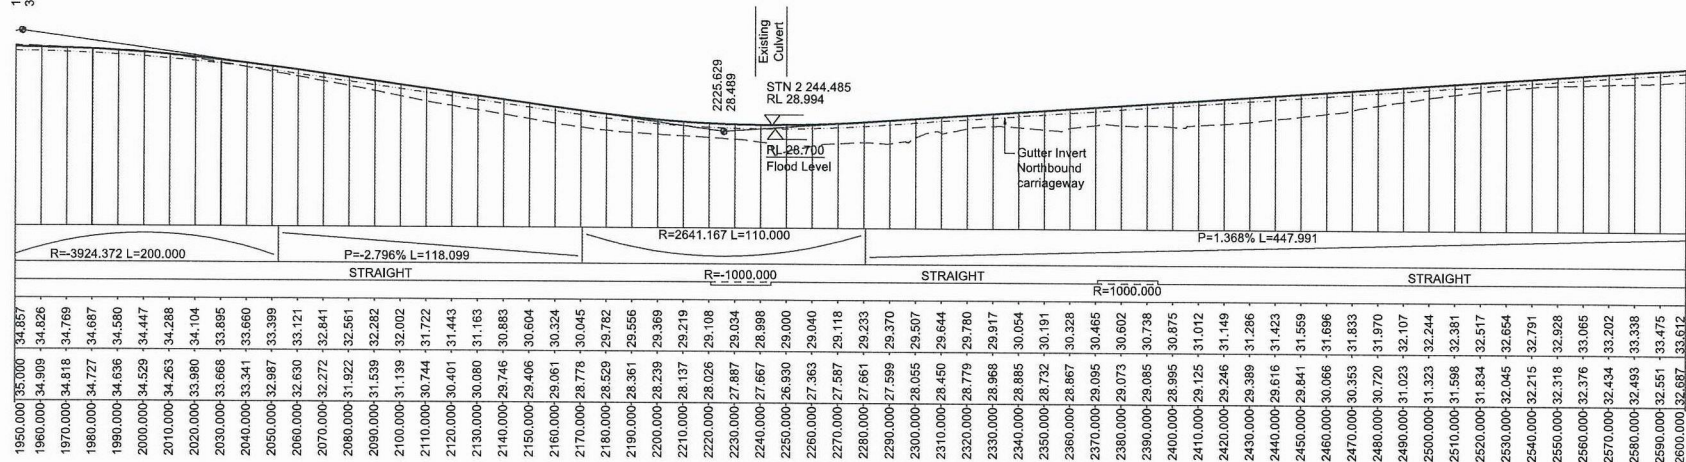 2225.629
28.489
Existing
Culvert
STN 2 244.485
RL 28.994
RL 28.700
Flood Level
Gutter Invert
Northbound
carriageway
R=-3924.372 L=200.000
P=-2.796% L=118.099
R=2641.167 L=110.000
P=1.368% L=447.991
STRAIGHT
R=-1000.000
STRAIGHT
R=1000.000
STRAIGHT
34.857 34.826 34.769 34.687 34.580 34.447 34.288 34.104 33.895 33.660 33.399 33.121 32.841 32.561 32.282 32.002 31.722 31.443 31.163 30.883 30.604 30.324 30.045 29.782 29.556 29.369 29.219 29.108 29.034 28.998 29.000 29.040 29.118 29.233 29.370 29.507 29.644 29.780 29.917 30.054 30.191 30.328 30.465 30.602 30.738 30.875 31.012 31.149 31.286 31.423 31.559 31.696 31.833 31.970 32.107 32.244 32.381 32.517 32.654 32.791 32.928 33.065 33.202 33.338 33.475 33.612
35.000 34.909 34.818 34.727 34.636 34.529 34.263 33.980 33.668 33.341 32.987 32.630 32.272 31.922 31.539 31.139 30.744 30.401 30.080 29.746 29.406 29.061 28.778 28.529 28.361 28.239 28.137 28.026 27.887 27.667 26.930 27.363 27.587 27.661 27.599 28.055 28.450 28.779 28.968 28.885 28.732 28.867 29.095 29.073 29.085 28.995 29.125 29.246 29.389 29.616 29.841 30.066 30.353 30.720 31.023 31.323 31.598 31.834 32.045 32.215 32.318 32.376 32.434 32.493 32.551 32.687
1950.000 1960.000 1970.000 1980.000 1990.000 2000.000 2010.000 2020.000 2030.000 2040.000 2050.000 2060.000 2070.000 2080.000 2090.000 2100.000 2110.000 2120.000 2130.000 2140.000 2150.000 2160.000 2170.000 2180.000 2190.000 2200.000 2210.000 2220.000 2230.000 2240.000 2250.000 2260.000 2270.000 2280.000 2290.000 2300.000 2310.000 2320.000 2330.000 2340.000 2350.000 2360.000 2370.000 2380.000 2390.000 2400.000 2410.000 2420.000 2430.000 2440.000 2450.000 2460.000 2470.000 2480.000 2490.000 2500.000 2510.000 2520.000 2530.000 2540.000 2550.000 2560.000 2570.000 2580.000 2590.000 2600.000